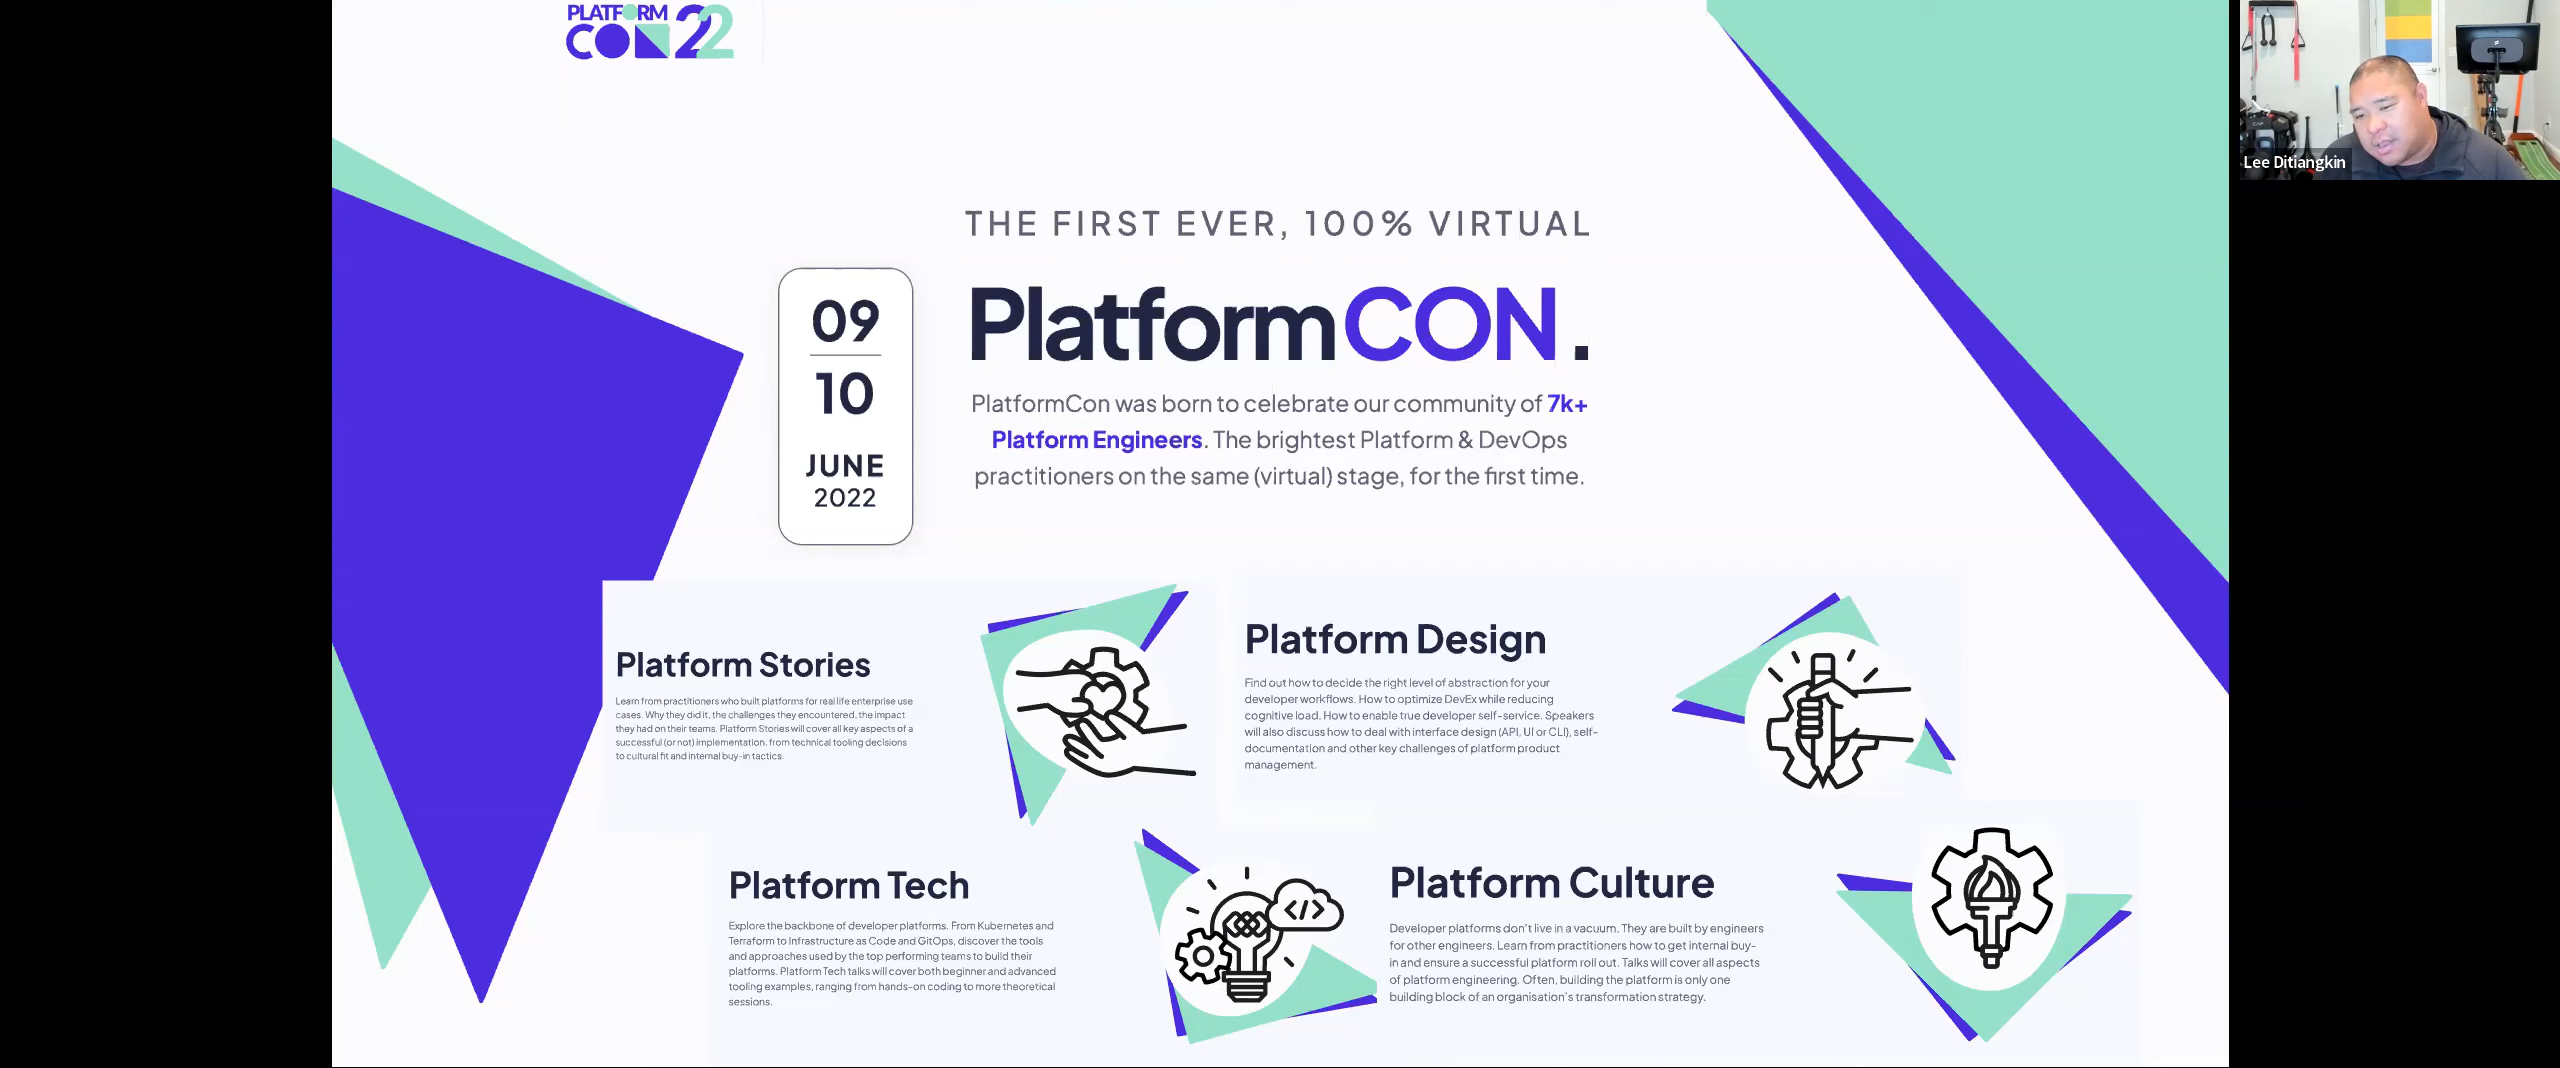 PLATFORM
CON 22
Lee Ditiangkin
THE FIRST EVER, 100% VIRTUAL
09
10
JUNE
2022
PlatformCON.
PlatformCon was born to celebrate our community of 7k+
Platform Engineers. The brightest Platform & DevOps
practitioners on the same (virtual) stage, for the first time.
Platform Stories
Learn from practitioners who built platforms for real life enterprise use
cases. Why they did it, the challenges they encountered, the impact
they had on their teams. Platform Stories will cover all key aspects of a
successful (or not) implementation, from technical tooling decisions
to cultural fit and internal buy-in tactics.
Platform Design
Find out how to decide the right level of abstraction for your
developer workflows. How to optimize DevEx while reducing
cognitive load. How to enable true developer self-service. Speakers
will also discuss how to deal with interface design (API, UI or CLI), self-
documentation and other key challenges of platform product
management.
Platform Tech
Explore the backbone of developer platforms. From Kubernetes and
Terraform to Infrastructure as Code and GitOps, discover the tools
and approaches used by the top performing teams to build their
platforms. Platform Tech talks will cover both beginner and advanced
tooling examples, ranging from hands-on coding to more theoretical
sessions.
</>
Platform Culture
Developer platforms don't live in a vacuum. They are built by engineers
for other engineers. Learn from practitioners how to get internal buy-
in and ensure a successful platform roll out. Talks will cover all aspects
of platform engineering. Often, building the platform is only one
building block of an organisation's transformation strategy.